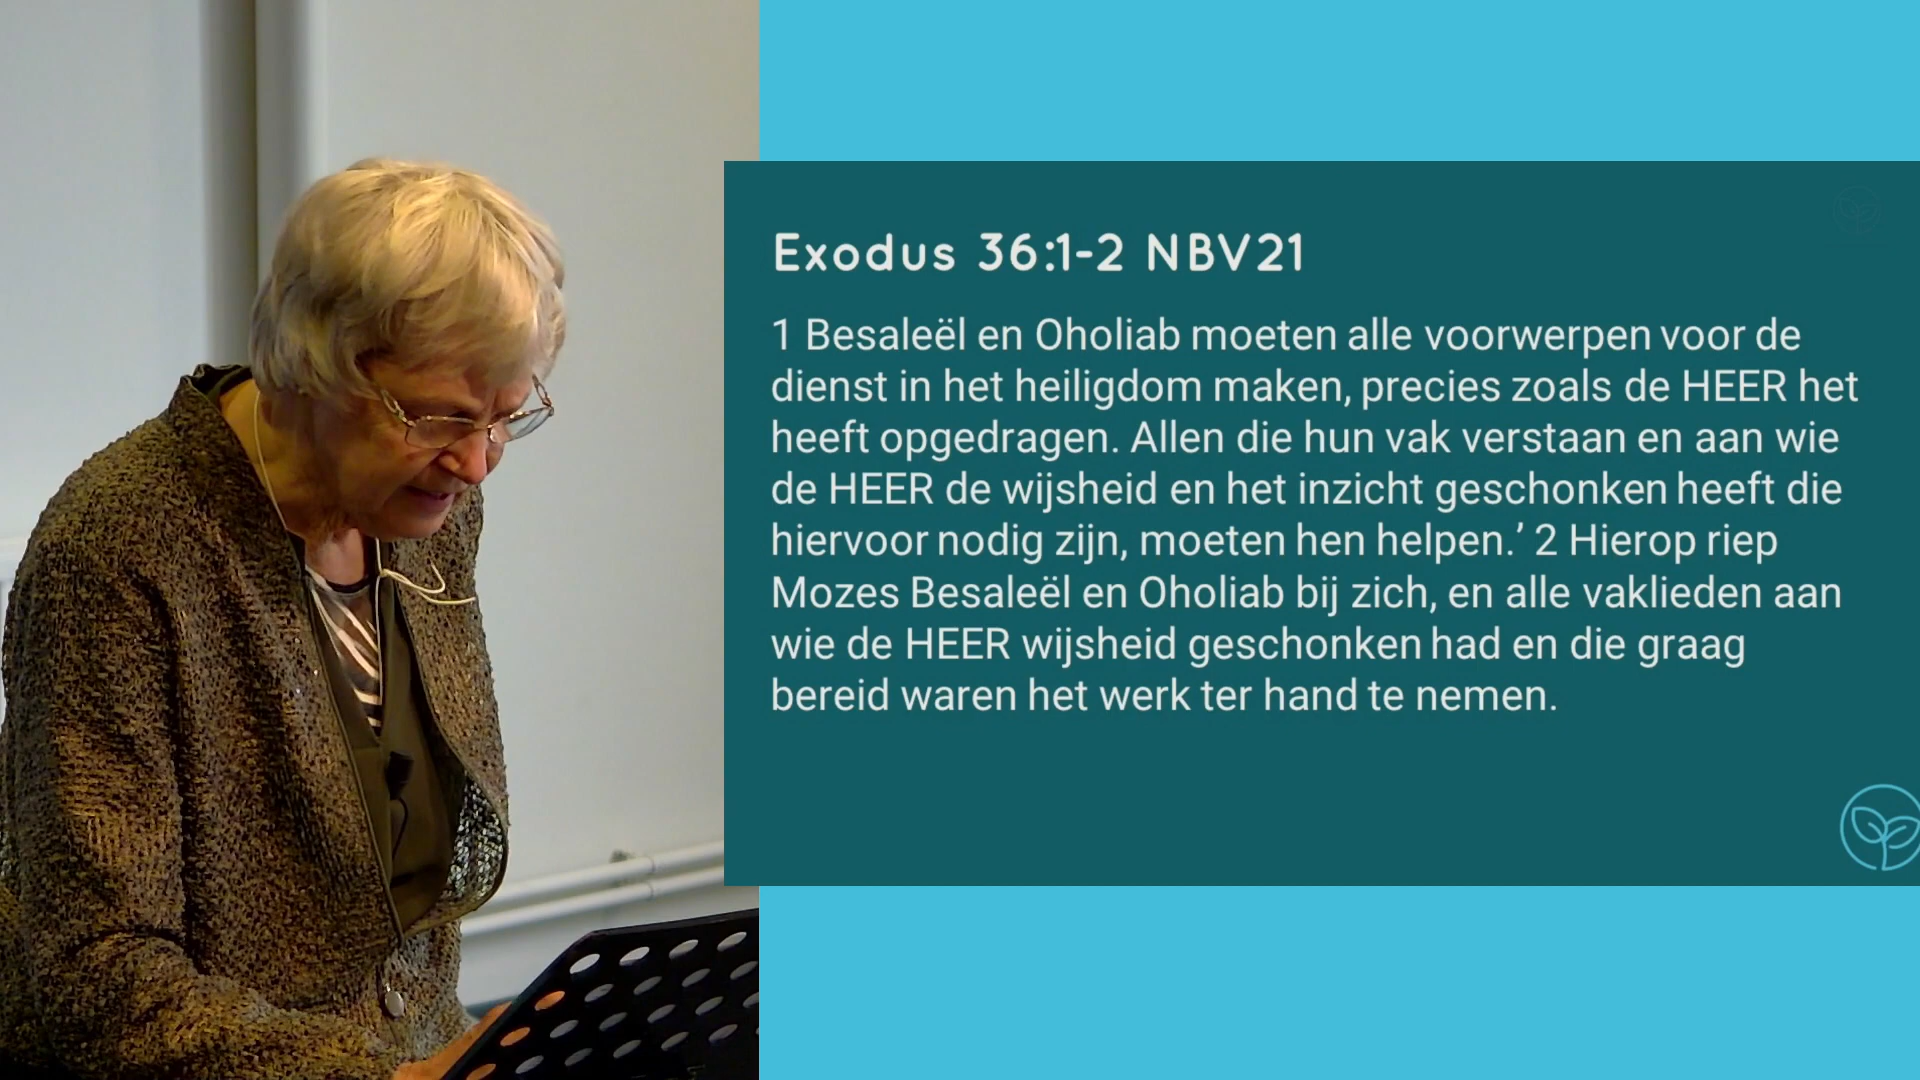 Exodus 36:1-2 NBV21
1 Besaleël en Oholiab moeten alle voorwerpen voor de
dienst in het heiligdom maken, precies zoals de HEER het
heeft opgedragen. Allen die hun vak verstaan en aan wie
de HEER de wijsheid en het inzicht geschonken heeft die
hiervoor nodig zijn, moeten hen helpen.’ 2 Hierop riep
Mozes Besaleël en Oholiab bij zich, en alle vaklieden aan
wie de HEER wijsheid geschonken had en die graag
bereid waren het werk ter hand te nemen.